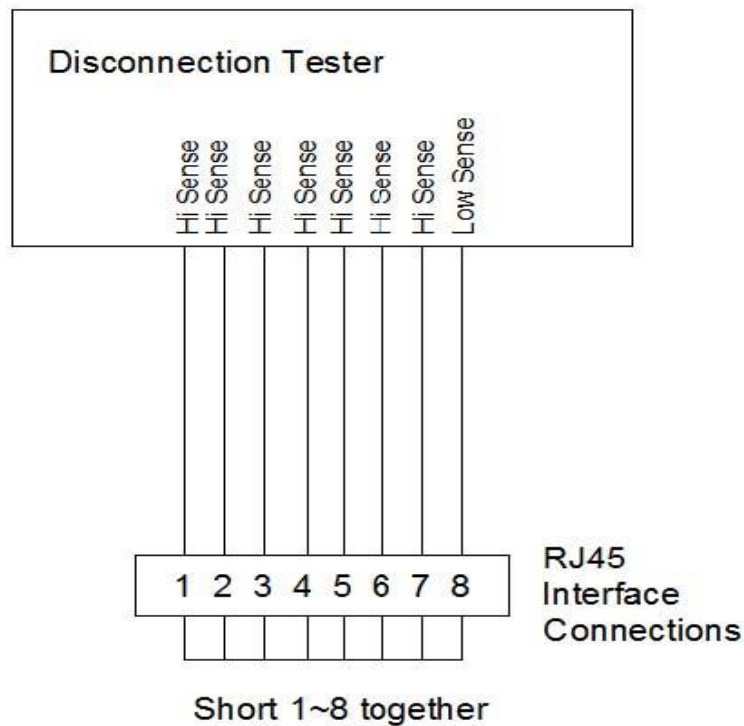 Disconnection Tester
Hi Sense
Hi Sense
Hi Sense
Hi Sense
Hi Sense
Hi Sense
Hi Sense
Low Sense
1 2 3 4 5 6 7 8
RJ45
Interface
Connections
Short 1~8 together